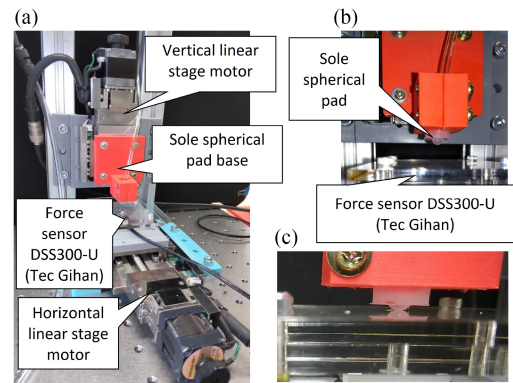 (a)
Vertical linear
stage motor
Sole spherical
pad base
Force
sensor
DSS300-U
(Tec Gihan)
Horizontal
linear stage
motor
(b)
Sole
spherical
pad
Force sensor DSS300-U
(Tec Gihan)
(c)